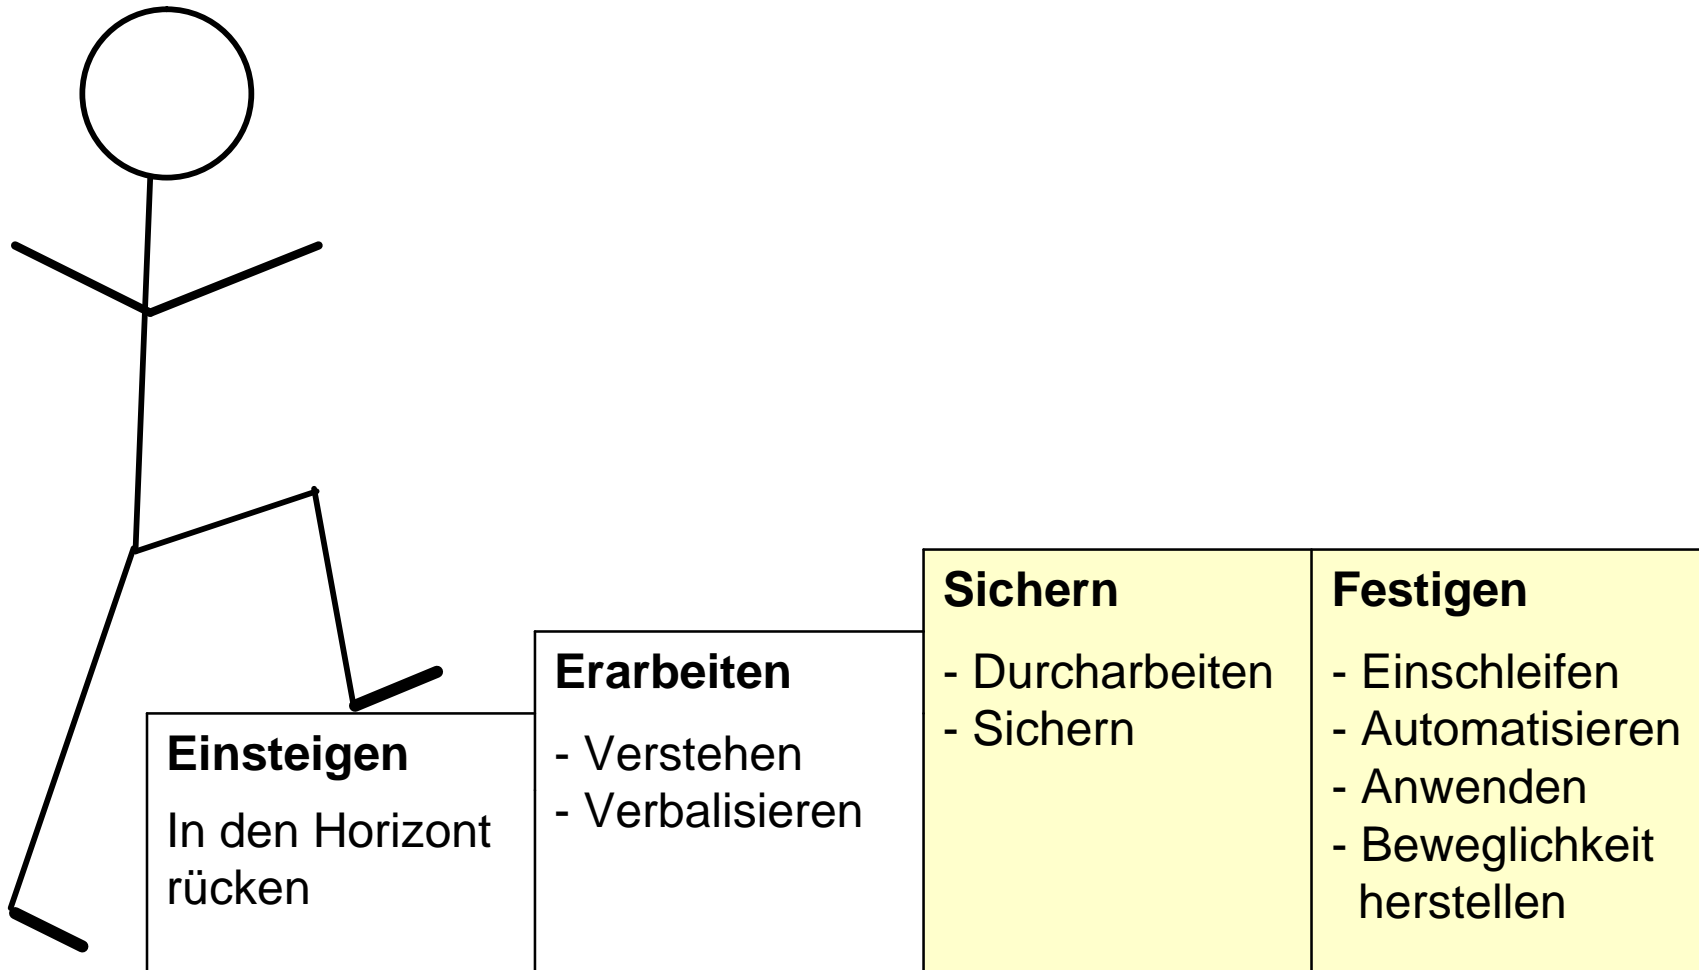 Einsteigen
In den Horizont
rücken
Erarbeiten
- Verstehen
- Verbalisieren
Sichern
- Durcharbeiten
- Sichern
Festigen
- Einschleifen
- Automatisieren
- Anwenden
- Beweglichkeit
herstellen